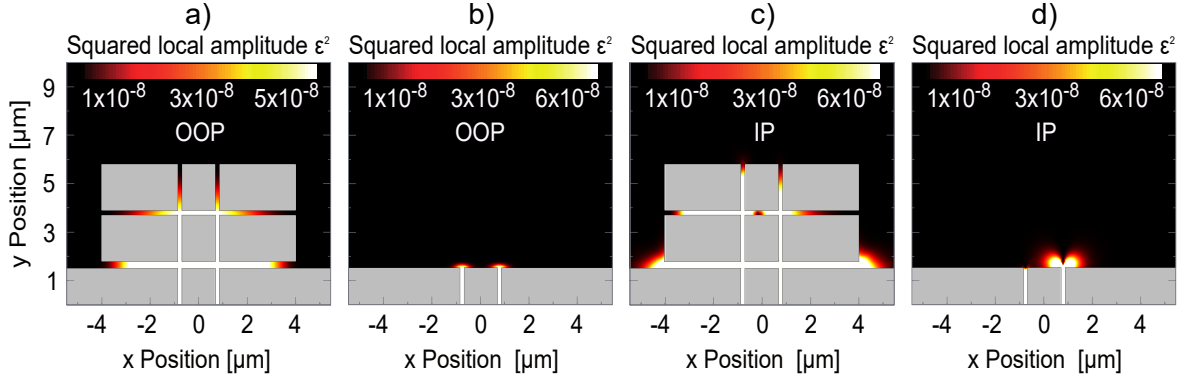 a) b) c) d)
Squared local amplitude ε² Squared local amplitude ε² Squared local amplitude ε² Squared local amplitude ε²
1x10⁻⁸ 3x10⁻⁸ 5x10⁻⁸ 1x10⁻⁸ 3x10⁻⁸ 6x10⁻⁸ 1x10⁻⁸ 3x10⁻⁸ 6x10⁻⁸ 1x10⁻⁸ 3x10⁻⁸ 6x10⁻⁸
OOP OOP IP IP
y Position [µm]
9
7
5
3
1
-4 -2 0 2 4 -4 -2 0 2 4 -4 -2 0 2 4 -4 -2 0 2 4
x Position [µm] x Position [µm] x Position [µm] x Position [µm]